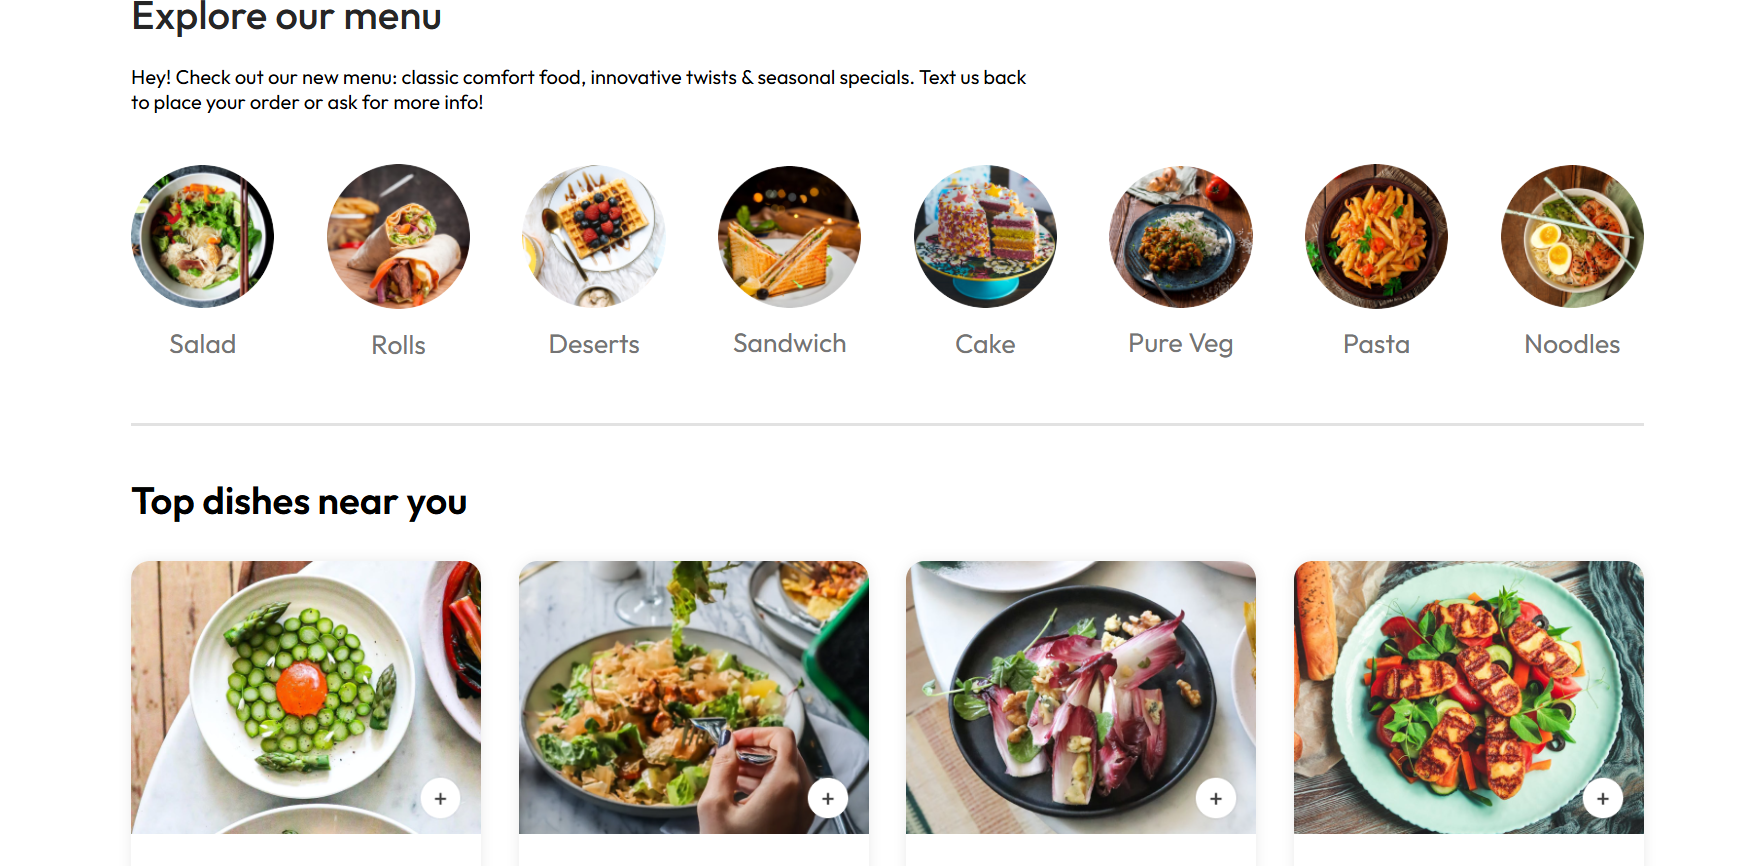 Explore our menu
Hey! Check out our new menu: classic comfort food, innovative twists & seasonal specials. Text us back
to place your order or ask for more info!
Salad
Rolls
Deserts
Sandwich
Cake
Pure Veg
Pasta
Noodles
Top dishes near you
+
+
+
+